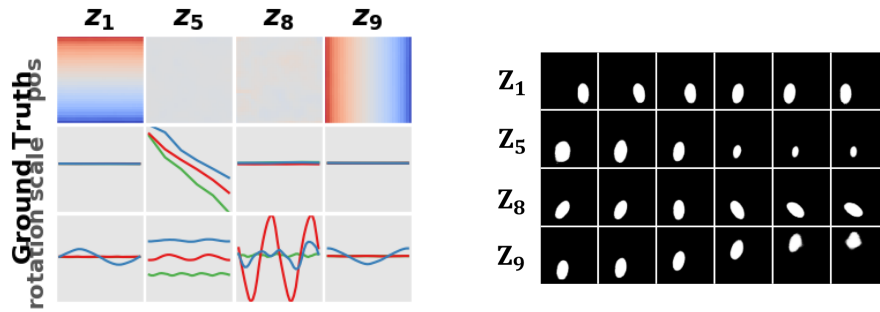 z₁ z₅ z₈ z₉
Ground Truth
pos
scale
rotation
Z₁
Z₅
Z₈
Z₉